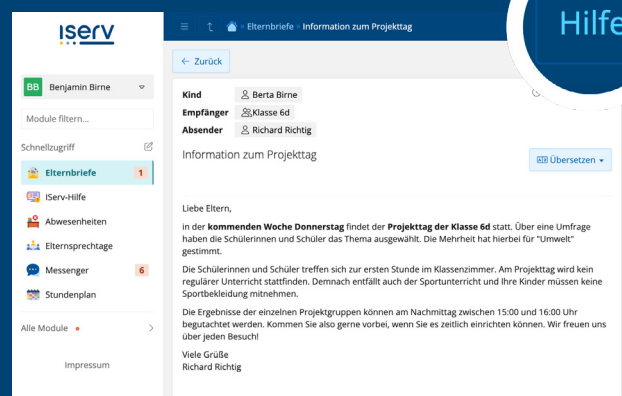 IServ
BB Benjamin Birne
Module filtern...
Schnellzugriff
Elternbriefe 1
IServ-Hilfe
Abwesenheiten
Elternsprechtage
Messenger 6
Stundenplan
Alle Module
Impressum
» Elternbriefe » Information zum Projekttag
Hilfe
← Zurück
Kind Berta Birne
Empfänger Klasse 6d
Absender Richard Richtig
Information zum Projekttag
Übersetzen
Liebe Eltern,
in der kommenden Woche Donnerstag findet der Projekttag der Klasse 6d statt. Über eine Umfrage
haben die Schülerinnen und Schüler das Thema ausgewählt. Die Mehrheit hat hierbei für "Umwelt"
gestimmt.
Die Schülerinnen und Schüler treffen sich zur ersten Stunde im Klassenzimmer. Am Projekttag wird kein
regulärer Unterricht stattfinden. Demnach entfällt auch der Sportunterricht und Ihre Kinder müssen keine
Sportbekleidung mitnehmen.
Die Ergebnisse der einzelnen Projektgruppen können am Nachmittag zwischen 15:00 und 16:00 Uhr
begutachtet werden. Kommen Sie also gerne vorbei, wenn Sie es zeitlich einrichten können. Wir freuen uns
über jeden Besuch!
Viele Grüße
Richard Richtig